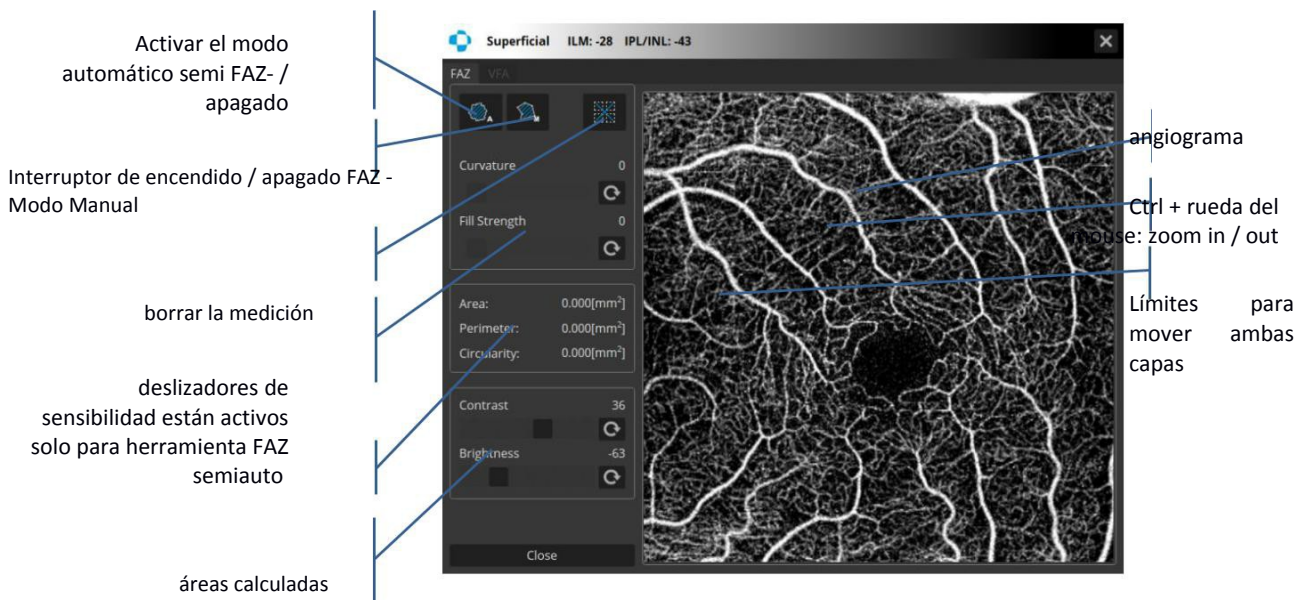 Activar el modo
automático semi FAZ- /
apagado
Interruptor de encendido / apagado FAZ -
Modo Manual
borrar la medición
deslizadores de
sensibilidad están activos
solo para herramienta FAZ
semiauto
áreas calculadas
Superficial ILM: -28 IPL/INL: -43
FAZ VFA
A M
Curvature 0
Fill Strength 0
Area: 0.000[mm²]
Perimeter: 0.000[mm²]
Circularity: 0.000[mm²]
Contrast 36
Brightness -63
Close
angiograma
Ctrl + rueda del
mouse: zoom in / out
Límites para
mover ambas
capas